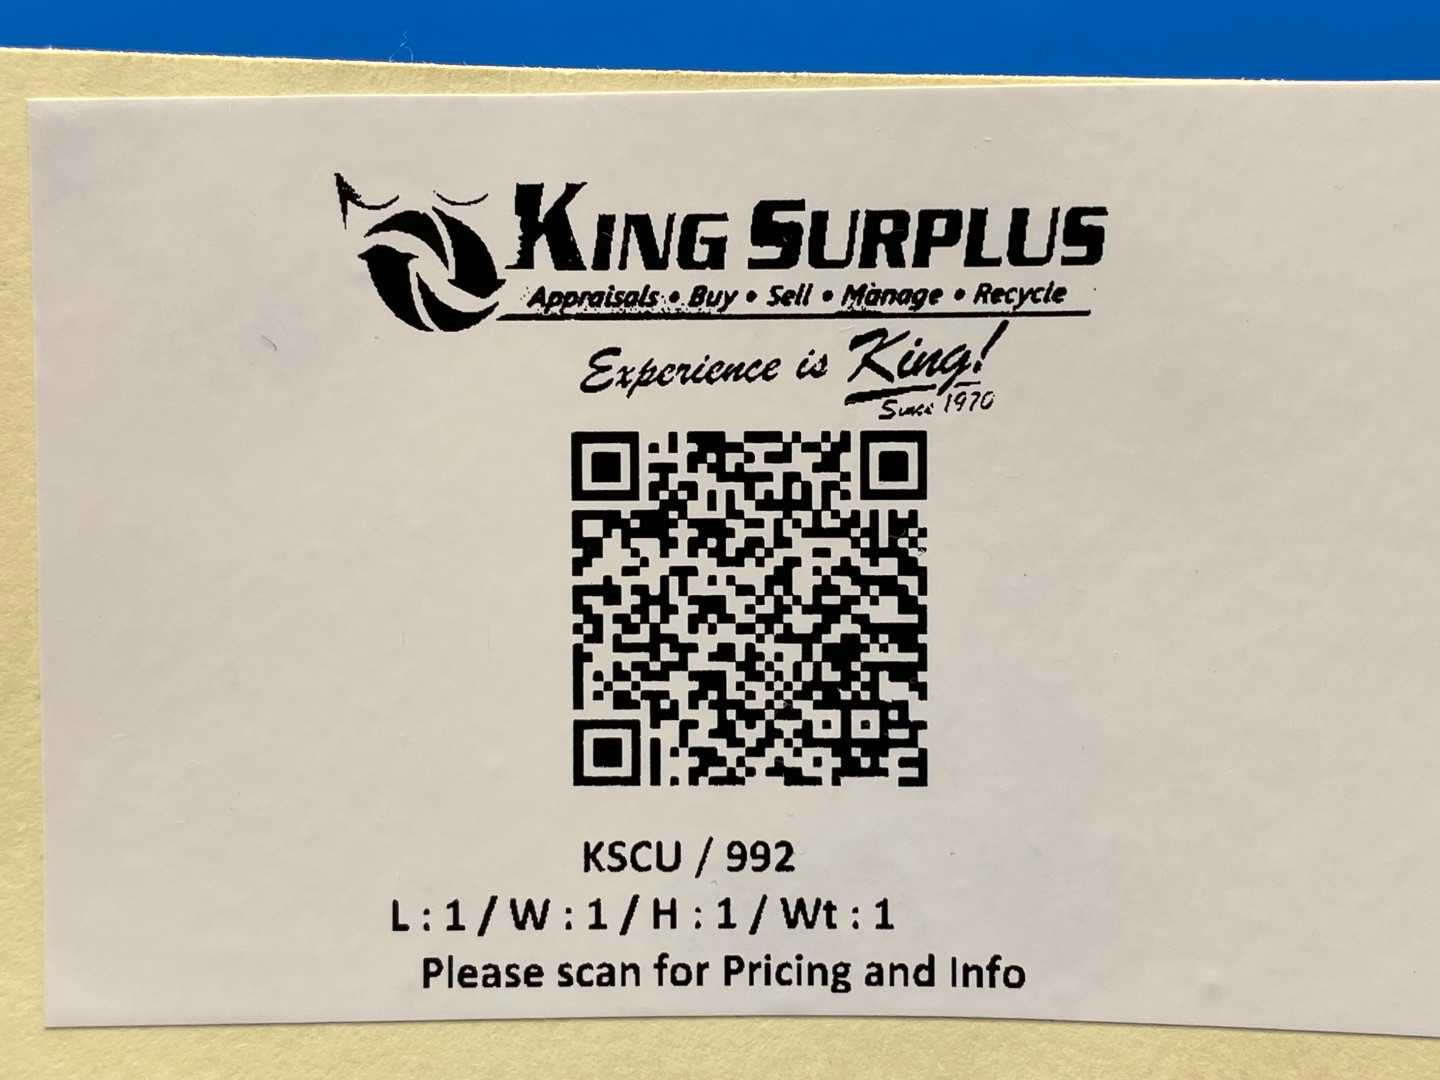 KING SURPLUS
Appraisals • Buy • Sell • Manage • Recycle
Experience is King!
Since 1970
KSCU / 992
L : 1 / W : 1 / H : 1 / Wt : 1
Please scan for Pricing and Info